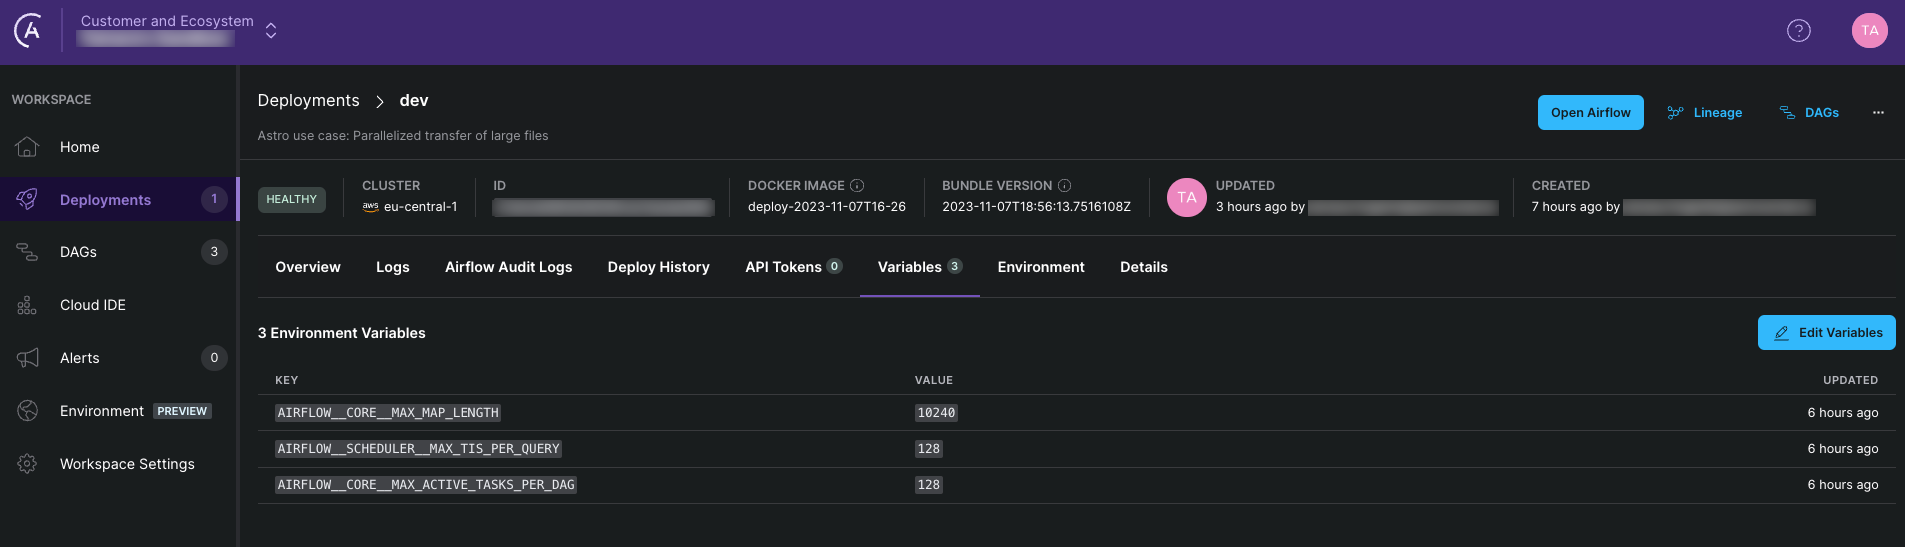 Customer and Ecosystem
?
TA
WORKSPACE
Home
Deployments 1
DAGs 3
Cloud IDE
Alerts 0
Environment PREVIEW
Workspace Settings
Deployments > dev
Astro use case: Parallelized transfer of large files
Open Airflow
Lineage
DAGs
...
HEALTHY
CLUSTER
aws eu-central-1
ID
DOCKER IMAGE
deploy-2023-11-07T16-26
BUNDLE VERSION
2023-11-07T18:56:13.7516108Z
TA
UPDATED
3 hours ago by
CREATED
7 hours ago by
Overview Logs Airflow Audit Logs Deploy History API Tokens 0 Variables 3 Environment Details
3 Environment Variables
Edit Variables
KEY VALUE UPDATED
AIRFLOW__CORE__MAX_MAP_LENGTH 10240 6 hours ago
AIRFLOW__SCHEDULER__MAX_TIS_PER_QUERY 128 6 hours ago
AIRFLOW__CORE__MAX_ACTIVE_TASKS_PER_DAG 128 6 hours ago